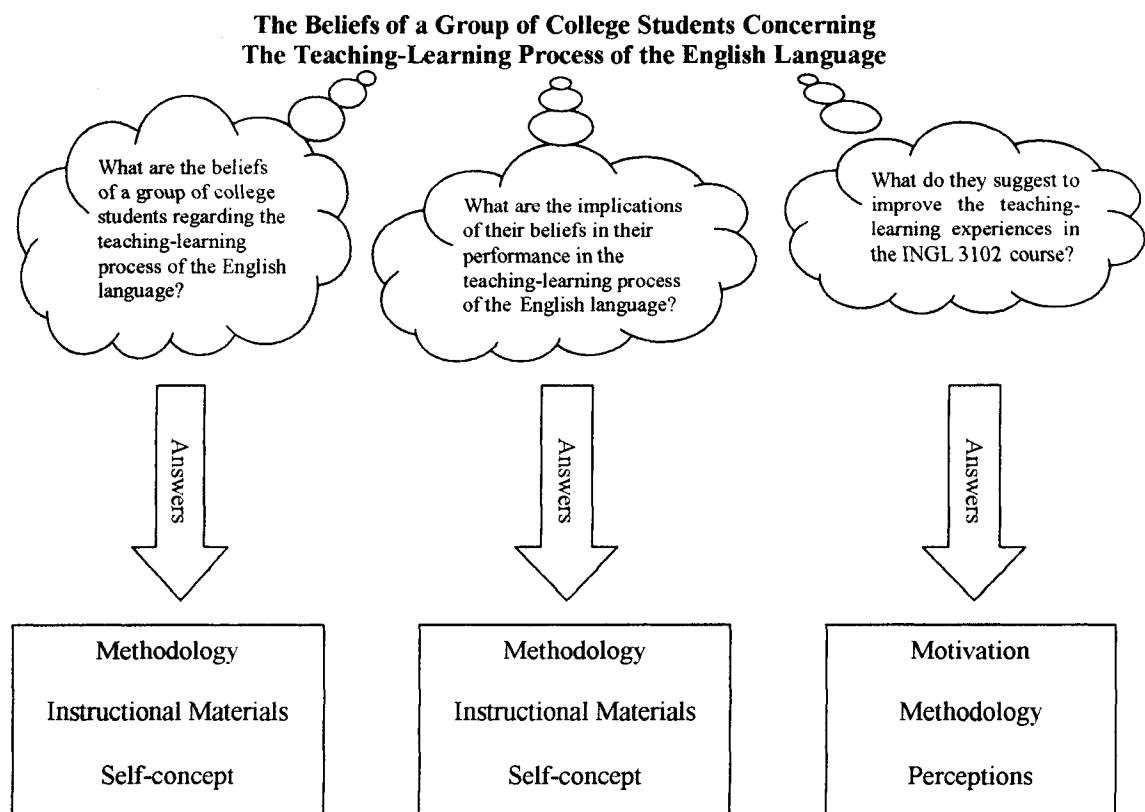 The Beliefs of a Group of College Students Concerning
The Teaching-Learning Process of the English Language
What are the beliefs
of a group of college
students regarding the
teaching-learning
process of the English
language?
What are the implications
of their beliefs in their
performance in the
teaching-learning process
of the English language?
What do they suggest to
improve the teaching-
learning experiences in
the INGL 3102 course?
Answers
Answers
Answers
Methodology
Instructional Materials
Self-concept
Methodology
Instructional Materials
Self-concept
Motivation
Methodology
Perceptions